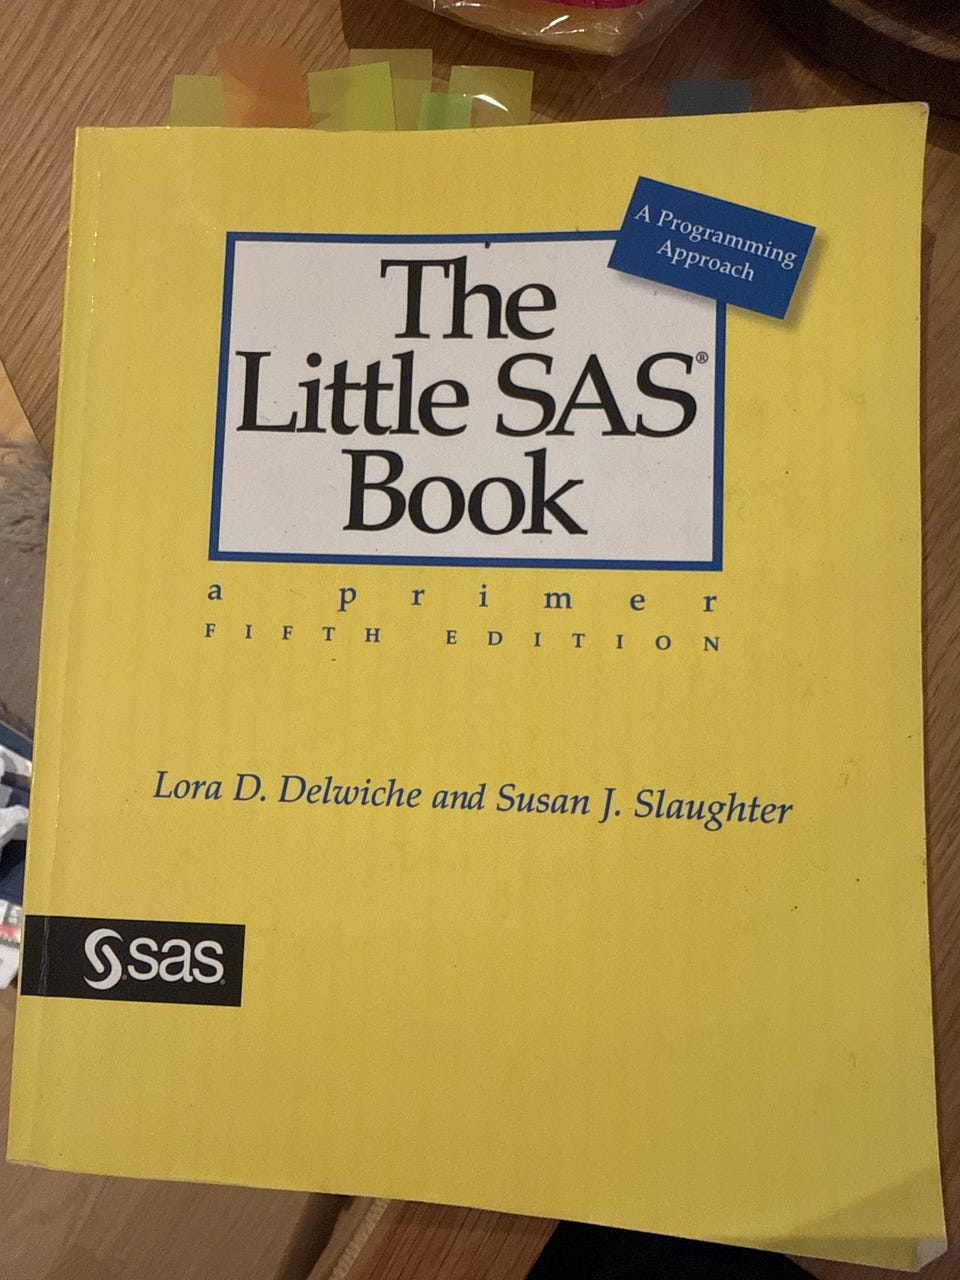 A Programming
Approach
The
Little SAS®
Book
a primer
FIFTH EDITION
Lora D. Delwiche and Susan J. Slaughter
sas